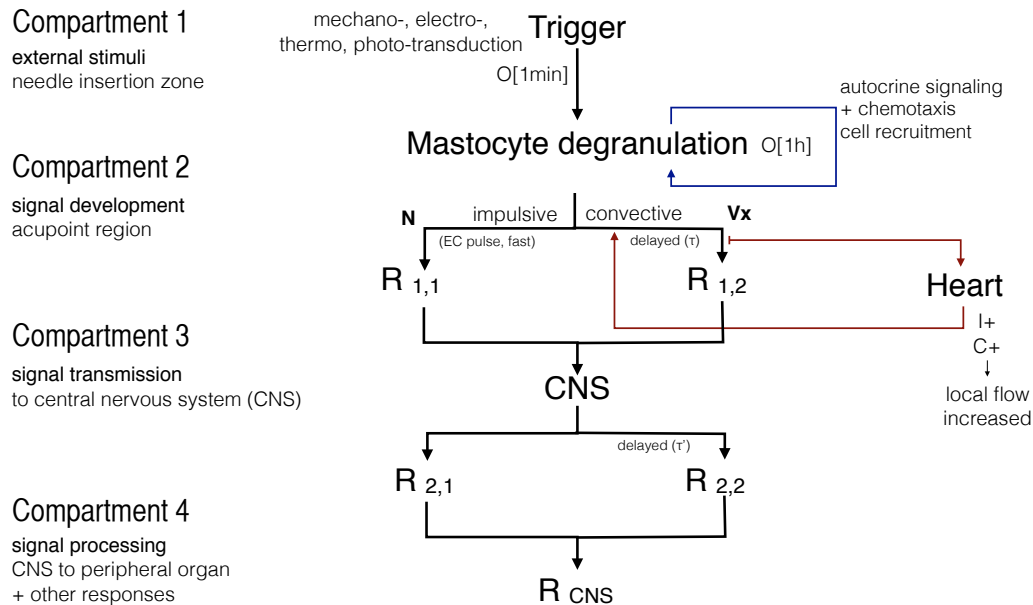 Compartment 1
external stimuli
needle insertion zone
mechano-, electro-,
thermo, photo-transduction
Trigger
O[1min]
autocrine signaling
+ chemotaxis
cell recruitment
Mastocyte degranulation O[1h]
Compartment 2
signal development
acupoint region
N impulsive convective Vx
(EC pulse, fast) delayed (τ)
R 1,1 R 1,2 Heart
I+
C+
local flow
increased
Compartment 3
signal transmission
to central nervous system (CNS)
CNS
delayed (τ')
R 2,1 R 2,2
Compartment 4
signal processing
CNS to peripheral organ
+ other responses
R CNS